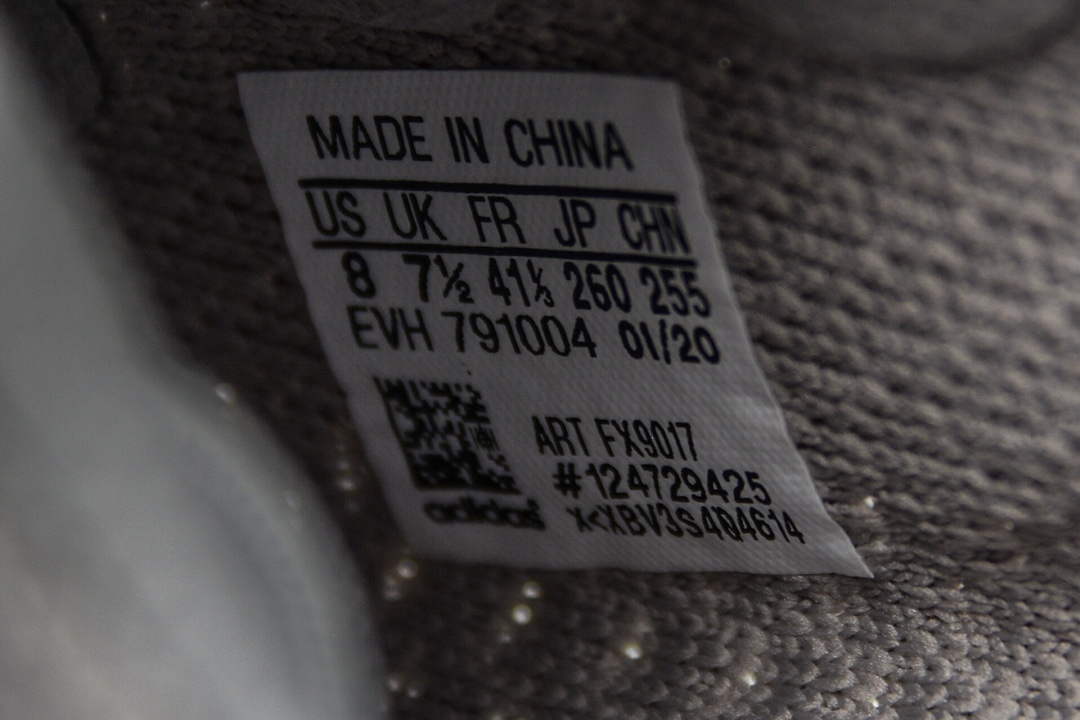 MADE IN CHINA
US UK FR JP CHN
8 7½ 41⅓ 260 255
EVH 791004 01/20
ART FX9017
#124729425
X<XBV3S4Q4614
adidas